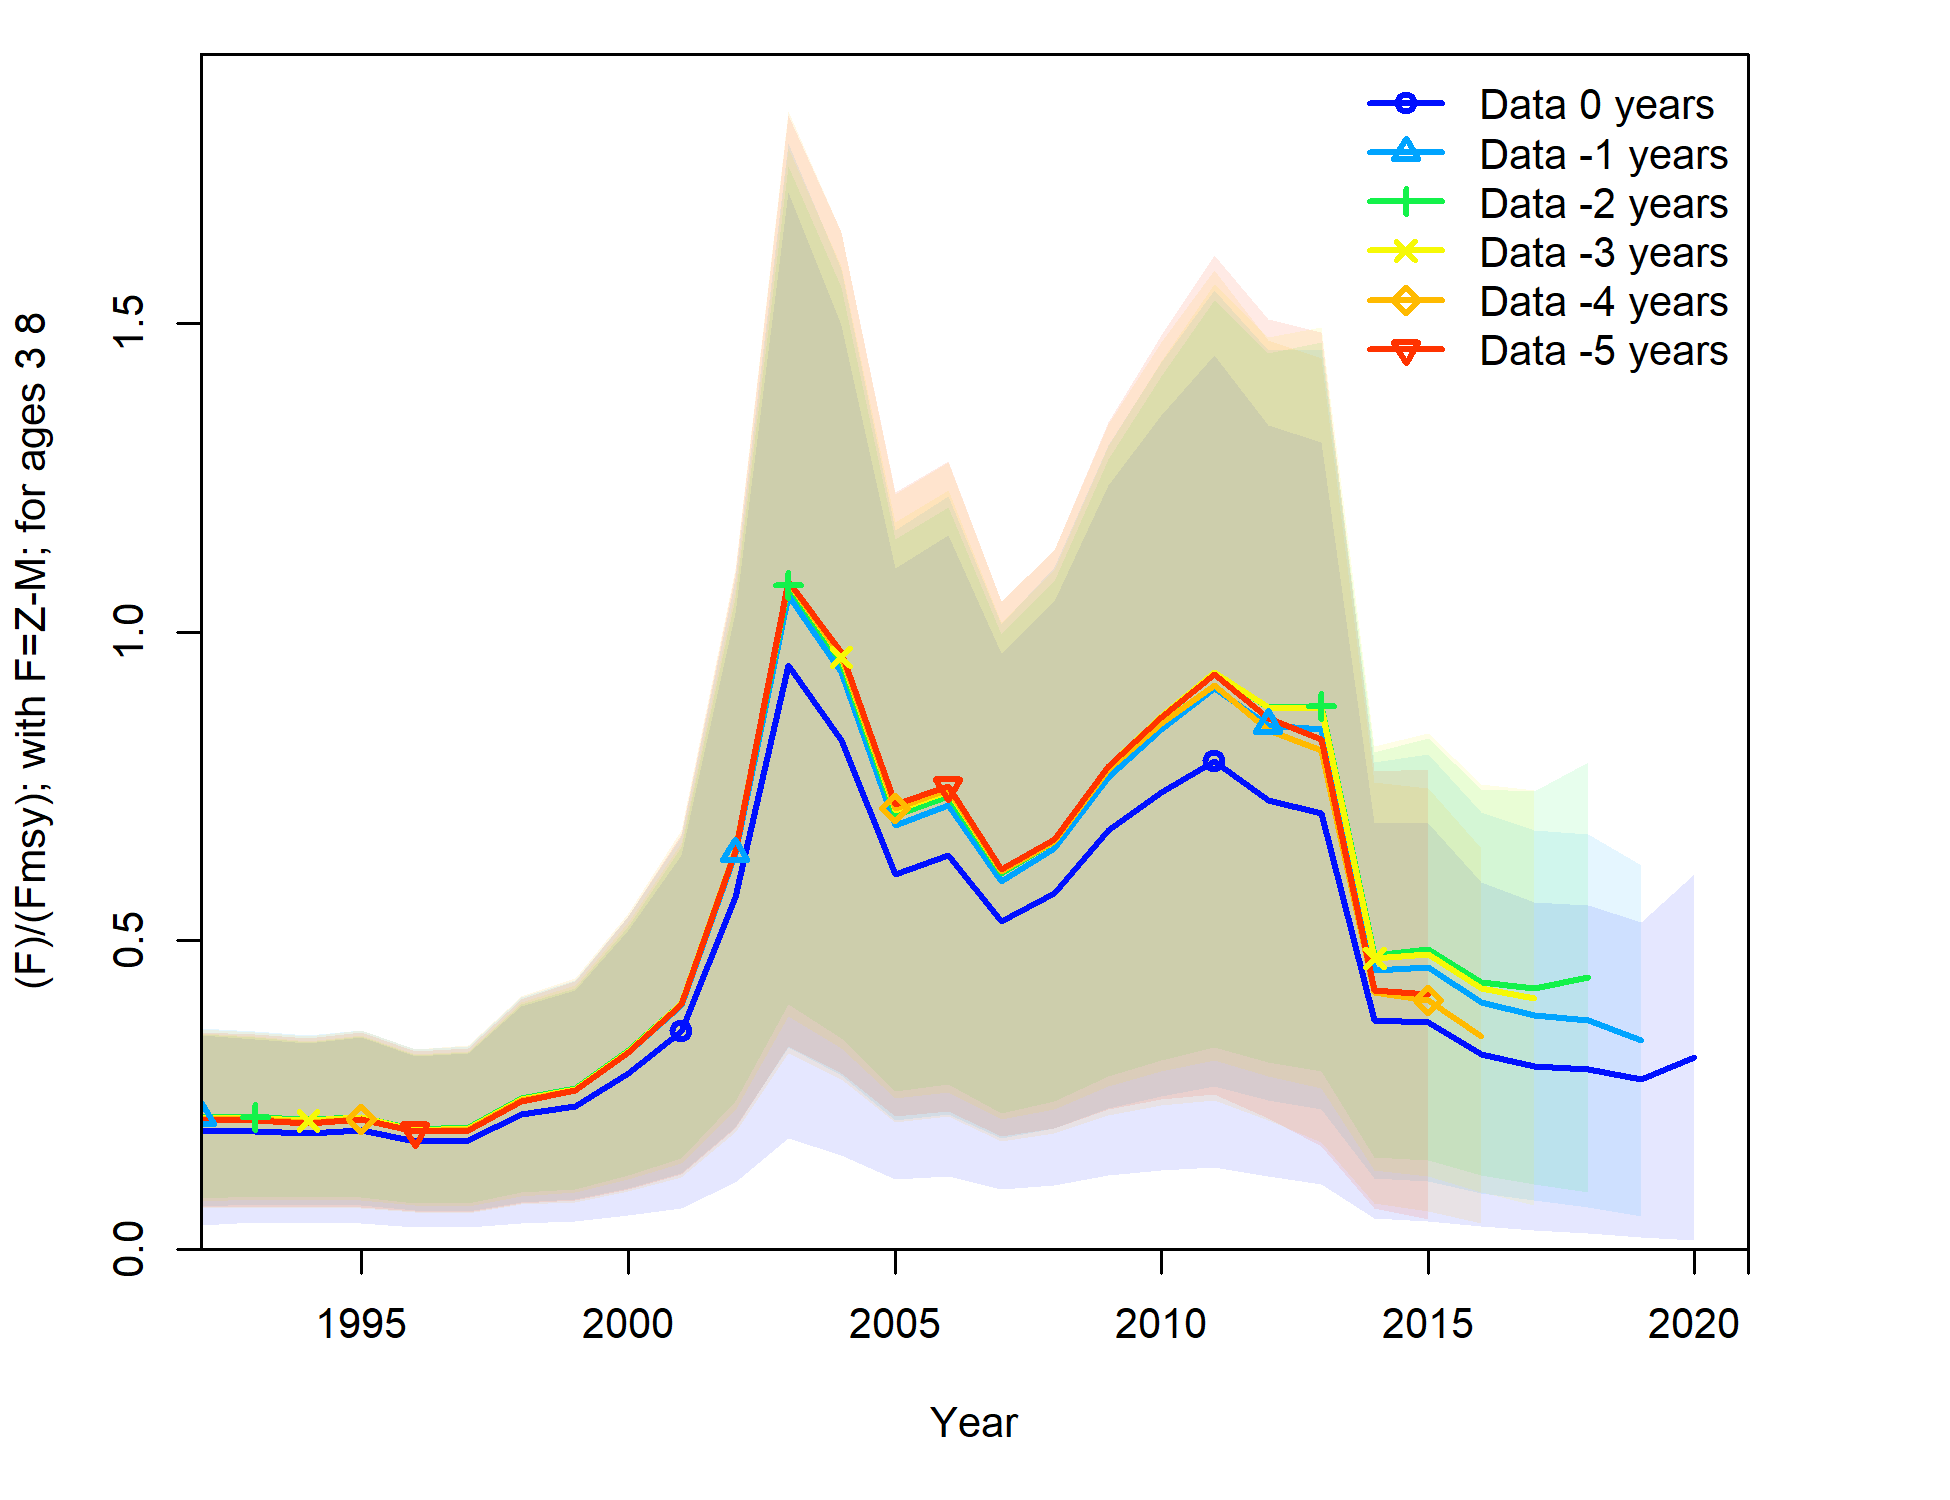 (F)/(Fmsy); with F=Z-M; for ages 3 8
0.0
0.5
1.0
1.5
Data 0 years
Data -1 years
Data -2 years
Data -3 years
Data -4 years
Data -5 years
1995 2000 2005 2010 2015 2020
Year